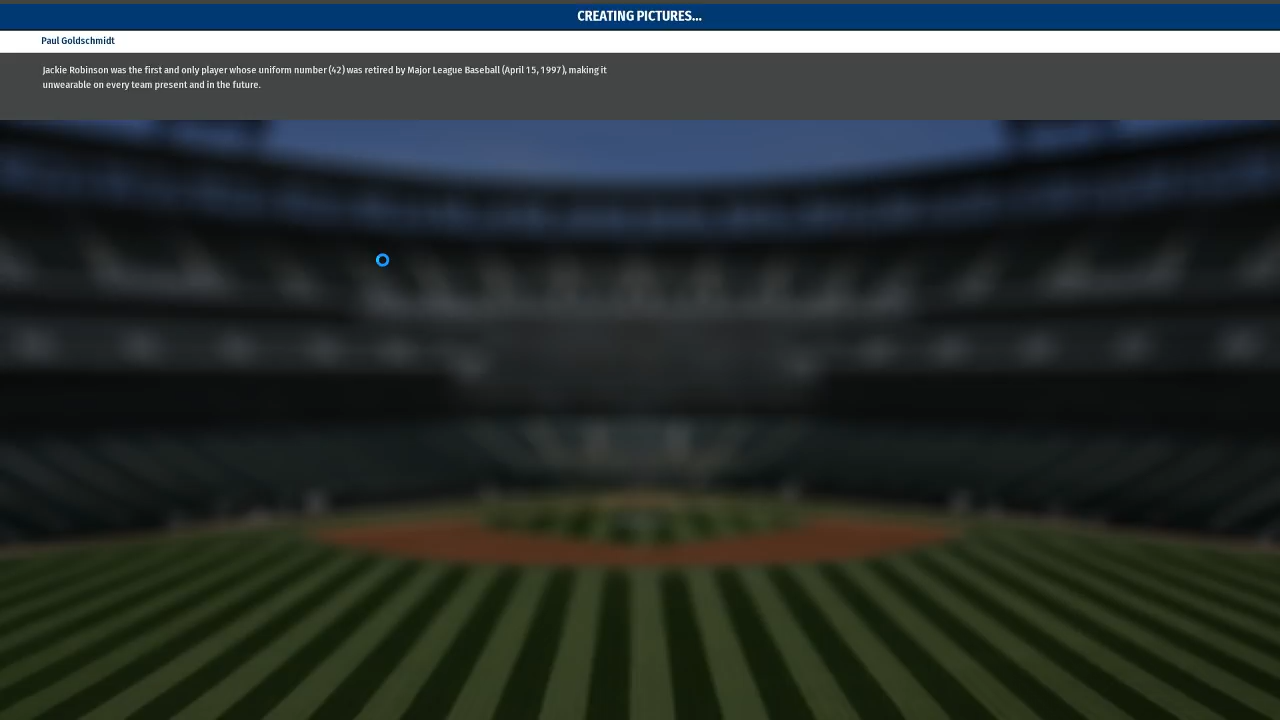 CREATING PICTURES...
Paul Goldschmidt
Jackie Robinson was the first and only player whose uniform number (42) was retired by Major League Baseball (April 15, 1997), making it
unwearable on every team present and in the future.